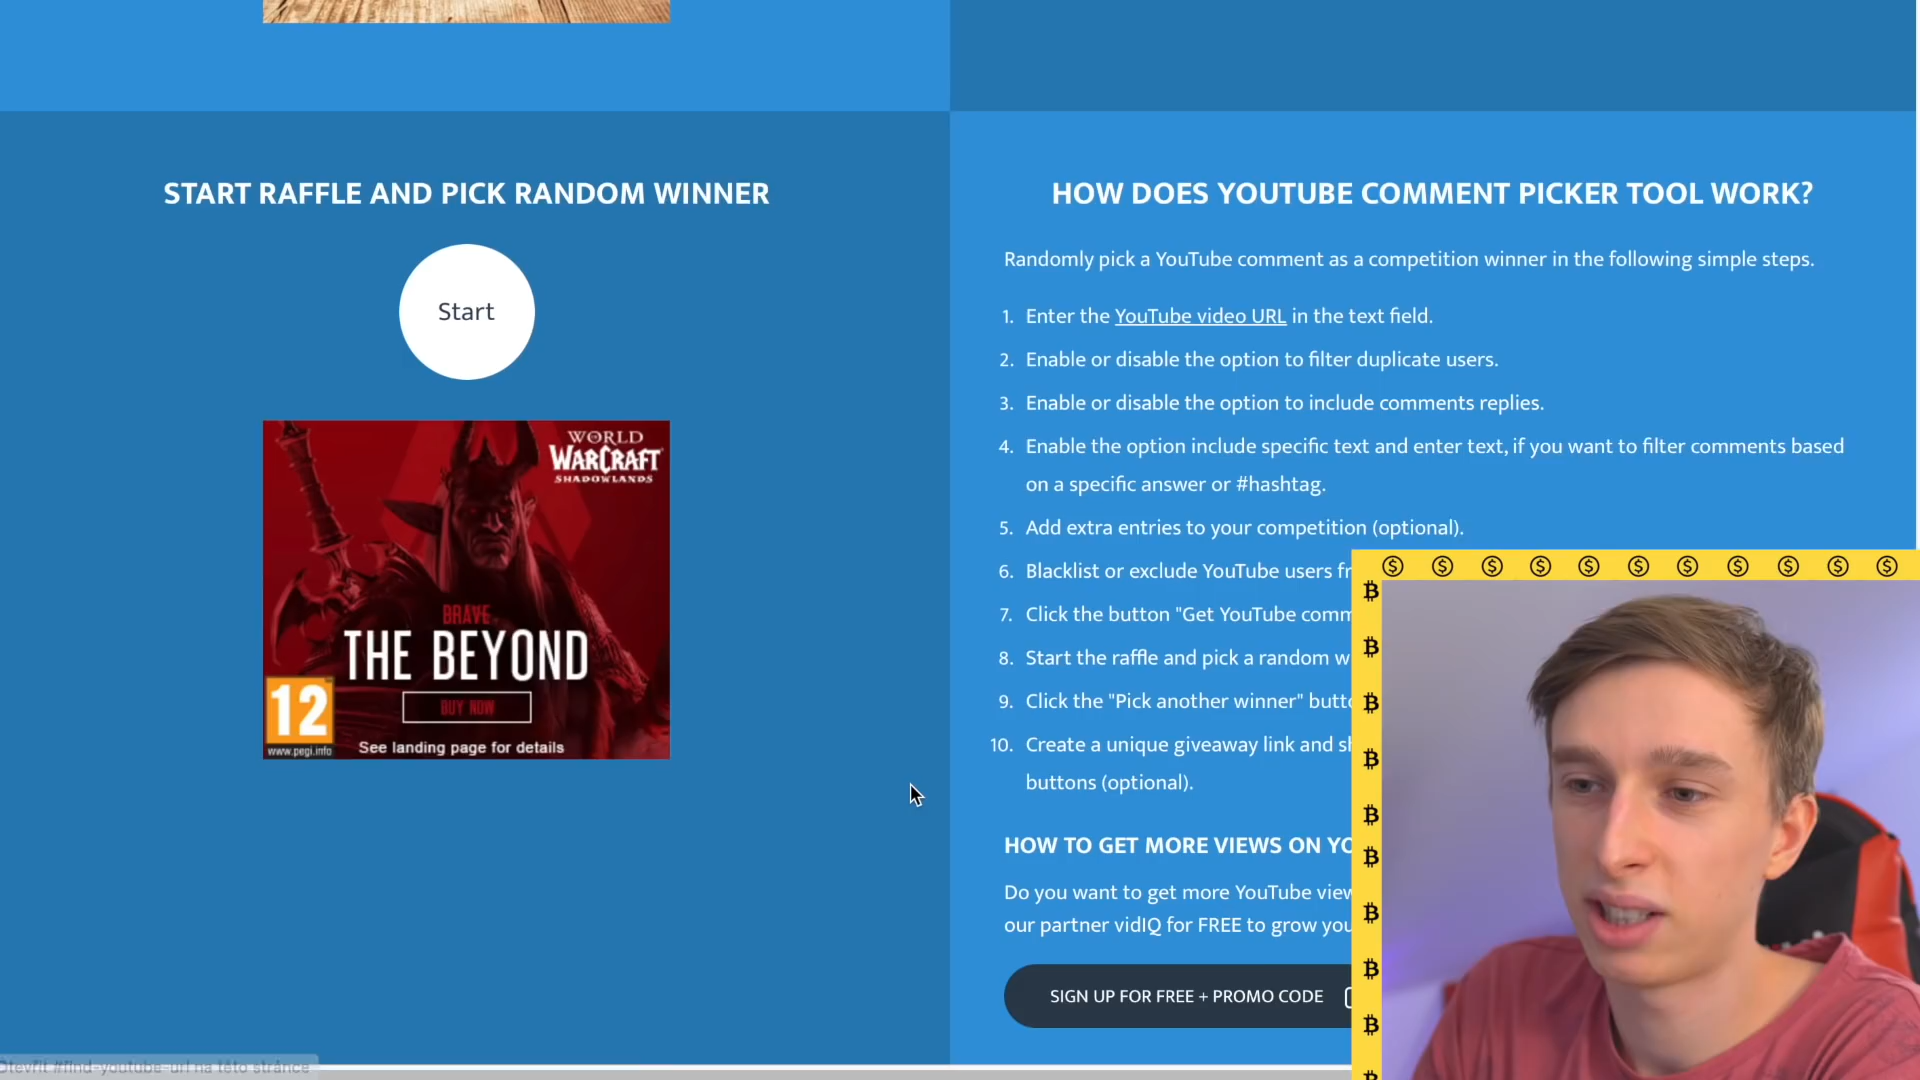 START RAFFLE AND PICK RANDOM WINNER
Start
WORLD
WARCRAFT
SHADOWLANDS
BRAVE
THE BEYOND
BUY NOW
12
www.pegi.info
See landing page for details
HOW DOES YOUTUBE COMMENT PICKER TOOL WORK?
Randomly pick a YouTube comment as a competition winner in the following simple steps.
1. Enter the YouTube video URL in the text field.
2. Enable or disable the option to filter duplicate users.
3. Enable or disable the option to include comments replies.
4. Enable the option include specific text and enter text, if you want to filter comments based
on a specific answer or #hashtag.
5. Add extra entries to your competition (optional).
6. Blacklist or exclude YouTube users
7. Click the button "Get YouTube
8. Start the raffle and pick a random
9. Click the "Pick another winner"
10. Create a unique giveaway link and
buttons (optional).
HOW TO GET MORE VIEWS ON
Do you want to get more YouTube
our partner vidIQ for FREE to grow
SIGN UP FOR FREE + PROMO CODE
Otevřít #find-youtube-url na této stránce